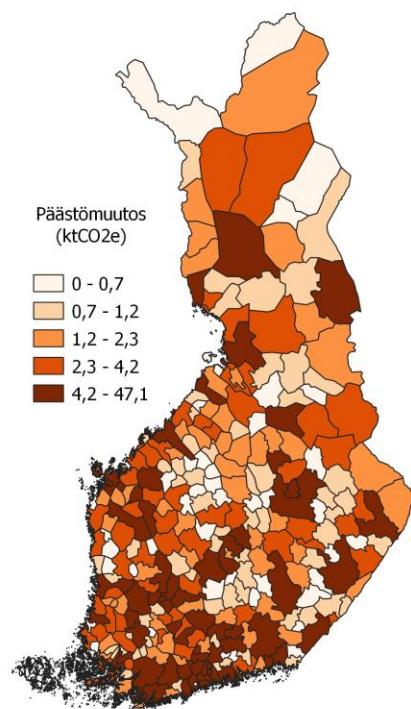 Päästömuutos
(ktCO2e)
0 - 0,7
0,7 - 1,2
1,2 - 2,3
2,3 - 4,2
4,2 - 47,1